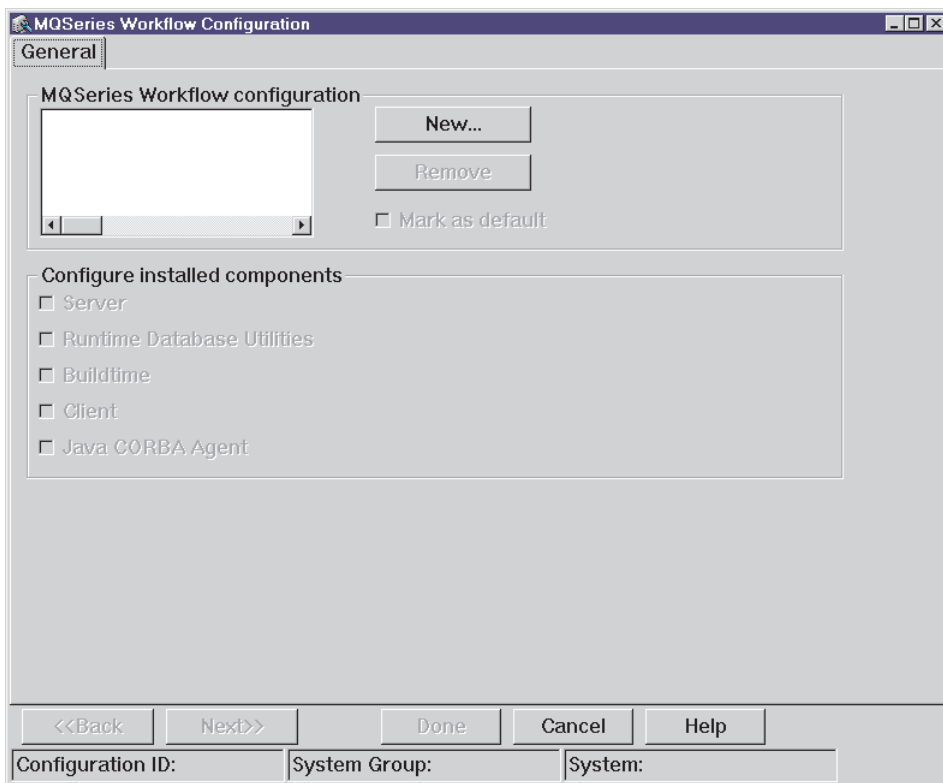 MQSeries Workflow Configuration
General
MQSeries Workflow configuration
New...
Remove
Mark as default
Configure installed components
Server
Runtime Database Utilities
Buildtime
Client
Java CORBA Agent
<<Back Next>> Done Cancel Help
Configuration ID: System Group: System: